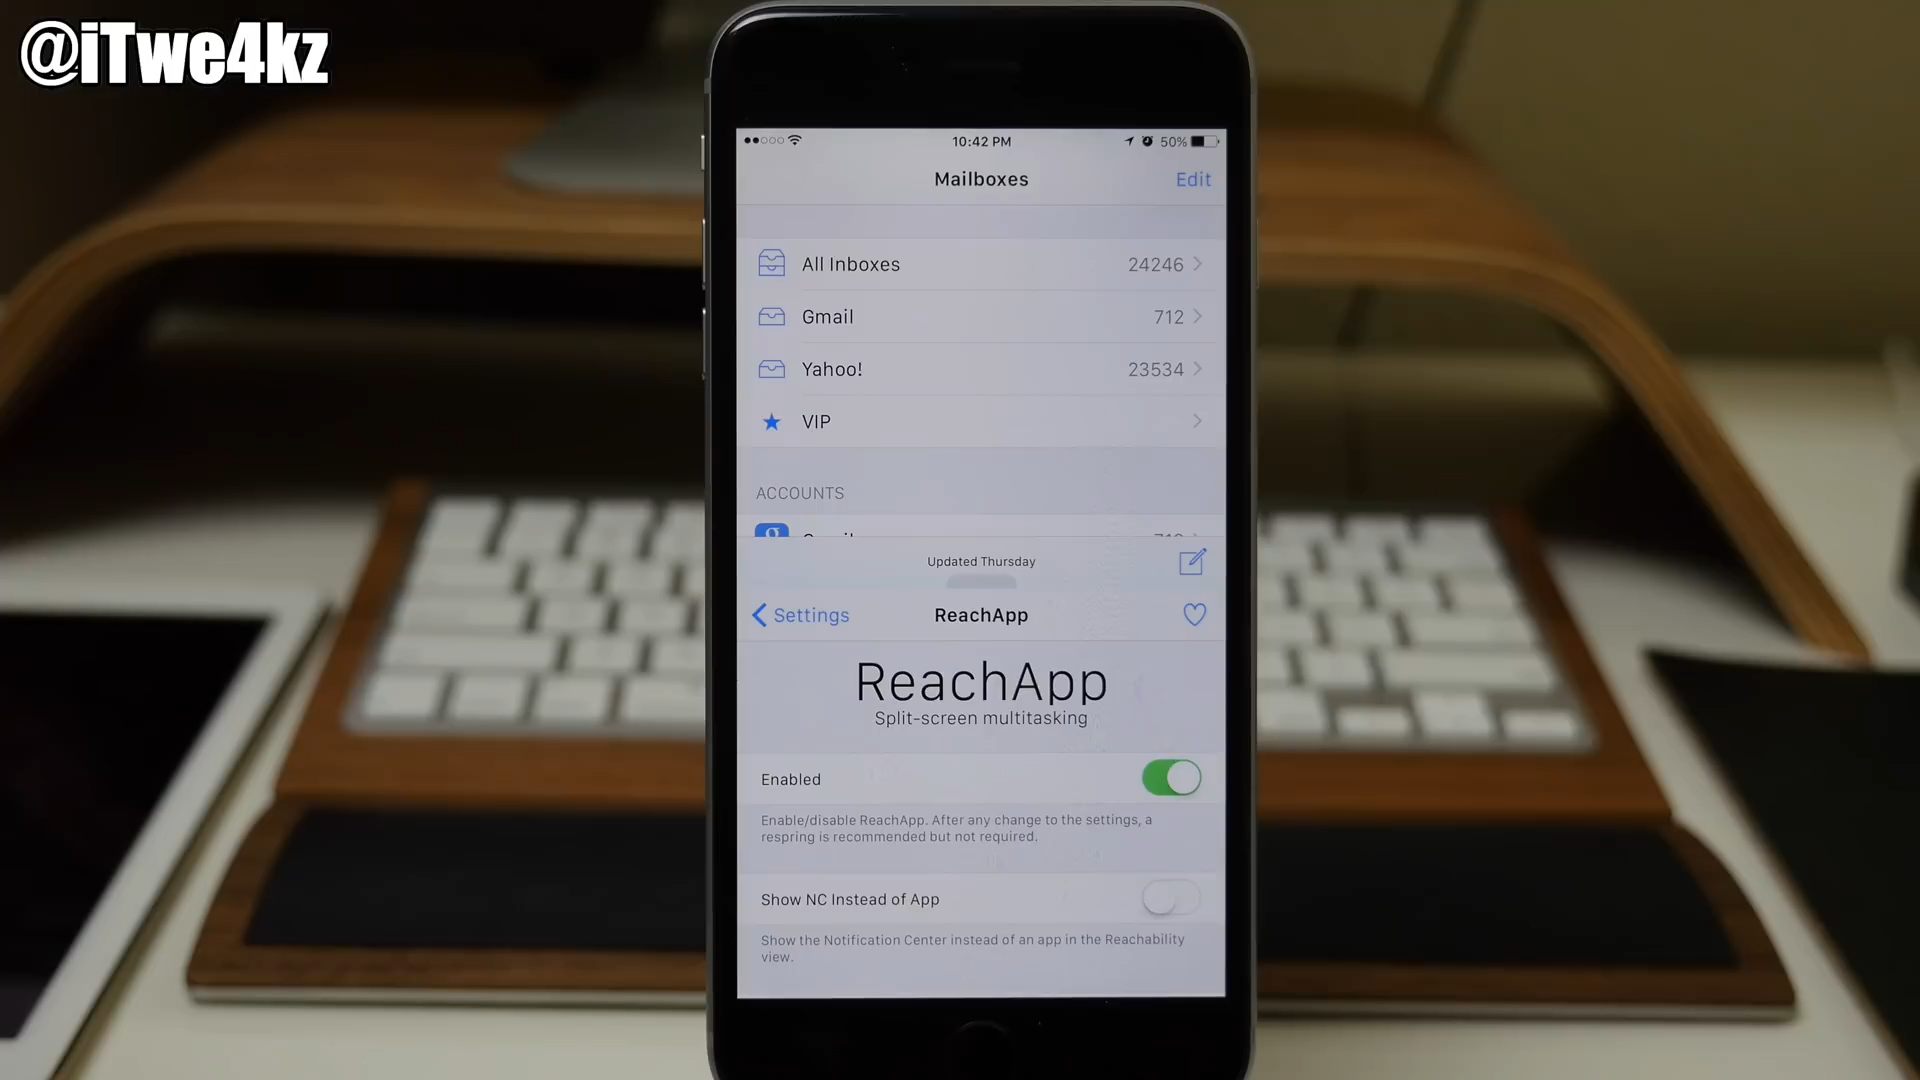 @iTwe4kz
10:42 PM
50%
Mailboxes
Edit
All Inboxes
24246
Gmail
712
Yahoo!
23534
VIP
ACCOUNTS
Updated Thursday
Settings
ReachApp
ReachApp
Split-screen multitasking
Enabled
Enable/disable ReachApp. After any change to the settings, a
respring is recommended but not required.
Show NC Instead of App
Show the Notification Center instead of an app in the Reachability
view.